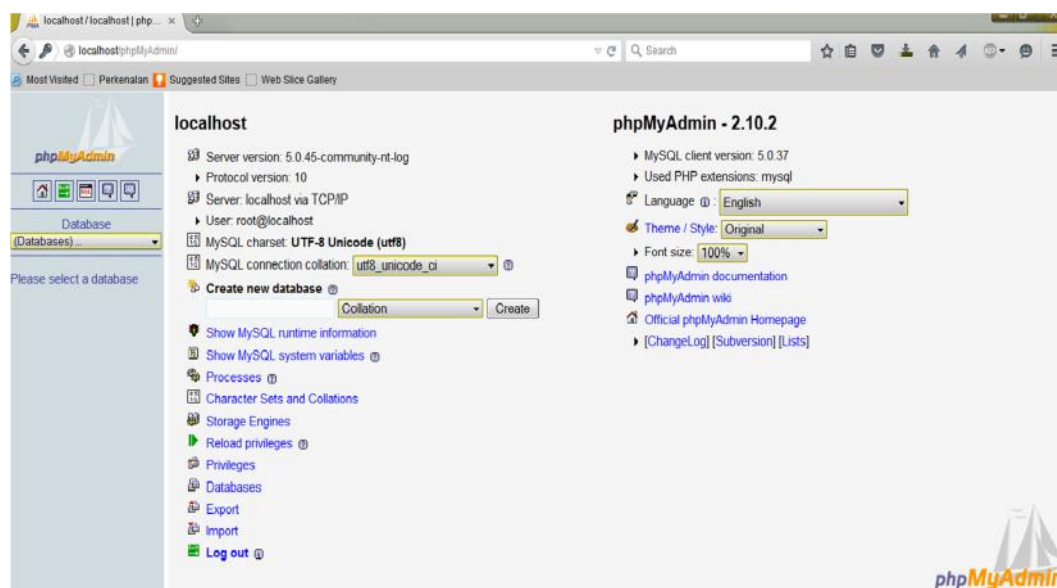 localhost / localhost | php...
localhost/phpMyAdmin/
Search
Most Visited Perkenalan Suggested Sites Web Slice Gallery
phpMyAdmin
Database
(Databases) ...
Please select a database
localhost
Server version: 5.0.45-community-nt-log
Protocol version: 10
Server: localhost via TCP/IP
User: root@localhost
MySQL charset: UTF-8 Unicode (utf8)
MySQL connection collation: utf8_unicode_ci
Create new database
Collation Create
Show MySQL runtime information
Show MySQL system variables
Processes
Character Sets and Collations
Storage Engines
Reload privileges
Privileges
Databases
Export
Import
Log out
phpMyAdmin - 2.10.2
MySQL client version: 5.0.37
Used PHP extensions: mysql
Language : English
Theme / Style: Original
Font size: 100%
phpMyAdmin documentation
phpMyAdmin wiki
Official phpMyAdmin Homepage
[ChangeLog] [Subversion] [Lists]
phpMyAdmin